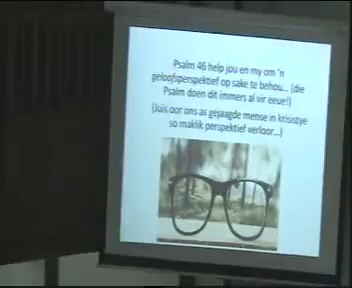 Psalm 46 help jou en my om 'n
geloofsperspektief op sake te behou... (die
Psalm doen dit immers al vir eeue!)
(Juis oor ons as gejaagde mense in krisistye
so maklik perspektief verloor...)